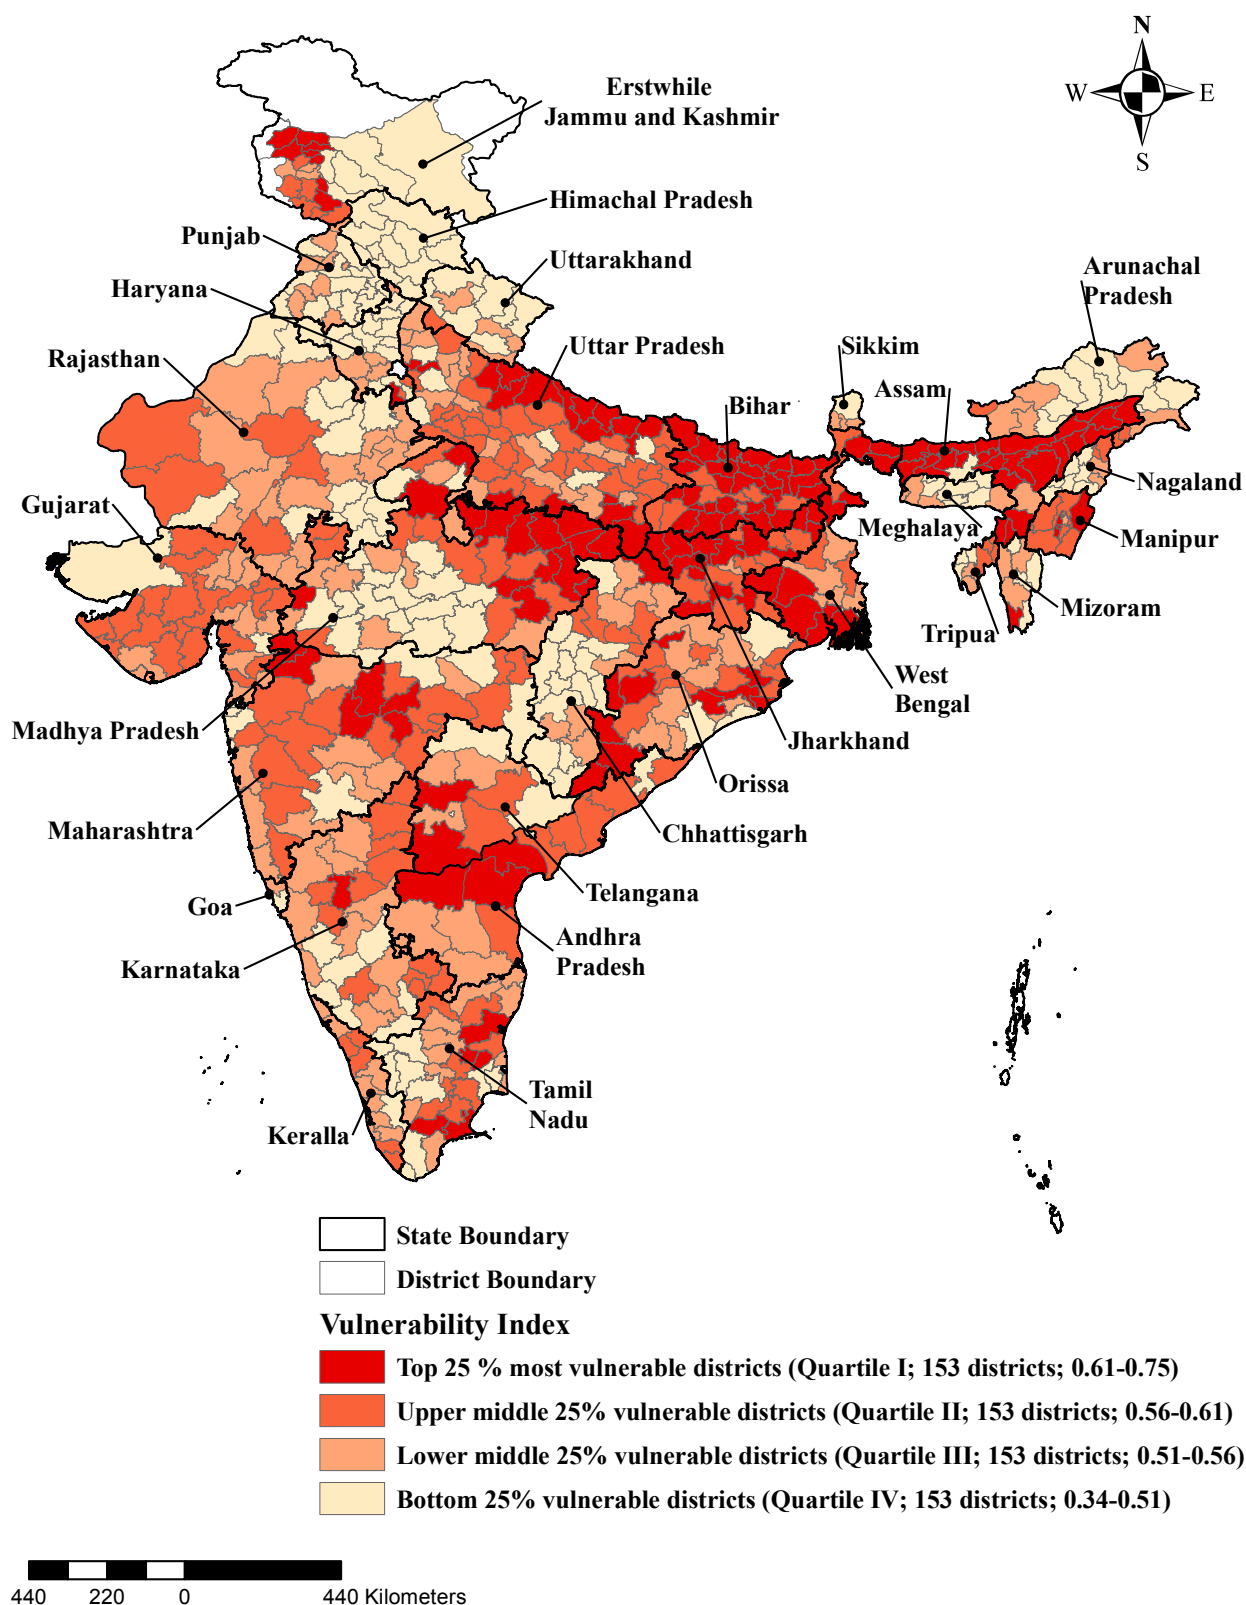 N
W
E
S
Erstwhile
Jammu and Kashmir
Himachal Pradesh
Punjab
Uttarakhand
Haryana
Arunachal
Pradesh
Rajasthan
Uttar Pradesh
Sikkim
Assam
Bihar
Gujarat
Nagaland
Meghalaya
Manipur
Mizoram
Tripua
West
Bengal
Madhya Pradesh
Jharkhand
Orissa
Maharashtra
Chhattisgarh
Goa
Telangana
Karnataka
Andhra
Pradesh
Tamil
Nadu
Keralla
State Boundary
District Boundary
Vulnerability Index
Top 25 % most vulnerable districts (Quartile I; 153 districts; 0.61-0.75)
Upper middle 25% vulnerable districts (Quartile II; 153 districts; 0.56-0.61)
Lower middle 25% vulnerable districts (Quartile III; 153 districts; 0.51-0.56)
Bottom 25% vulnerable districts (Quartile IV; 153 districts; 0.34-0.51)
440 220 0 440 Kilometers